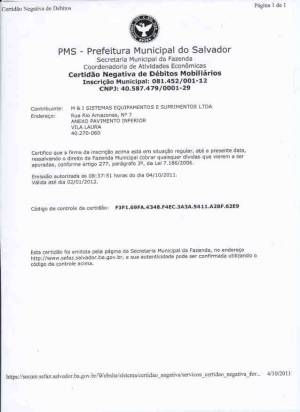 Certidão Negativa de Débitos
Página 1 de 1
PMS - Prefeitura Municipal do Salvador
Secretaria Municipal da Fazenda
Coordenadoria de Atividades Econômicas
Certidão Negativa de Débitos Mobiliários
Inscrição Municipal: 081.452/001-12
CNPJ: 40.587.479/0001-29
Contribuinte: M & I SISTEMAS EQUIPAMENTOS E SUPRIMENTOS LTDA
Endereço: Rua Rio Amazonas, Nº 7
ANEXO PAVIMENTO INFERIOR
VILA LAURA
40.270-060
Certifico que a firma da inscrição acima está em situação regular, até a presente data,
ressalvando o direito da Fazenda Municipal cobrar quaisquer dívidas que vierem a ser
apuradas, conforme artigo 277, parágrafo 3º, da Lei 7.186/2006.
Emissão autorizada às 08:37:51 horas do dia 04/10/2011.
Válida até dia 02/01/2012.
Código de controle da certidão: F3F1.69FA.4348.F4EC.3A3A.5411.A2BF.62E9
Esta certidão foi emitida pela página da Secretaria Municipal da Fazenda, no endereço
http://www.sefaz.salvador.ba.gov.br, e sua autenticidade pode ser confirmada utilizando o
código de controle acima.
https://secure.sefaz.salvador.ba.gov.br/Website/sistema/certidao_negativa/servicos_certidao_negativa_for... 4/10/2011